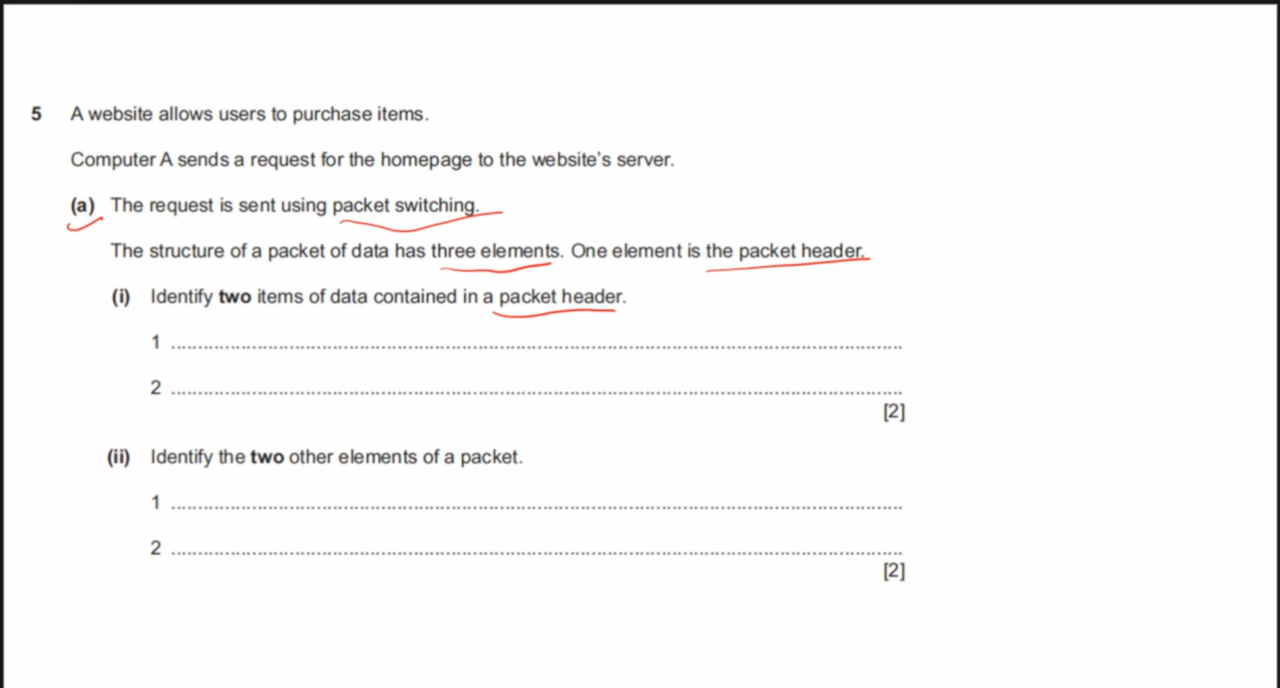 5 A website allows users to purchase items.
Computer A sends a request for the homepage to the website's server.
(a) The request is sent using packet switching.
The structure of a packet of data has three elements. One element is the packet header.
(i) Identify two items of data contained in a packet header.
1 ........................................................................................................
2 ........................................................................................................
[2]
(ii) Identify the two other elements of a packet.
1 ........................................................................................................
2 ........................................................................................................
[2]